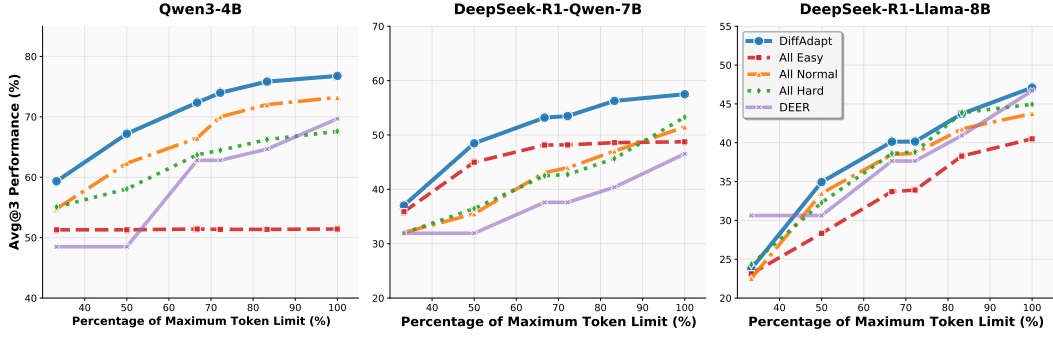 Qwen3-4B
DeepSeek-R1-Qwen-7B
DeepSeek-R1-Llama-8B
Avg@3 Performance (%)
80
70
60
50
40
40 50 60 70 80 90 100
Percentage of Maximum Token Limit (%)
70
60
50
40
30
20
40 50 60 70 80 90 100
Percentage of Maximum Token Limit (%)
55
50
45
40
35
30
25
20
40 50 60 70 80 90 100
Percentage of Maximum Token Limit (%)
DiffAdapt
All Easy
All Normal
All Hard
DEER